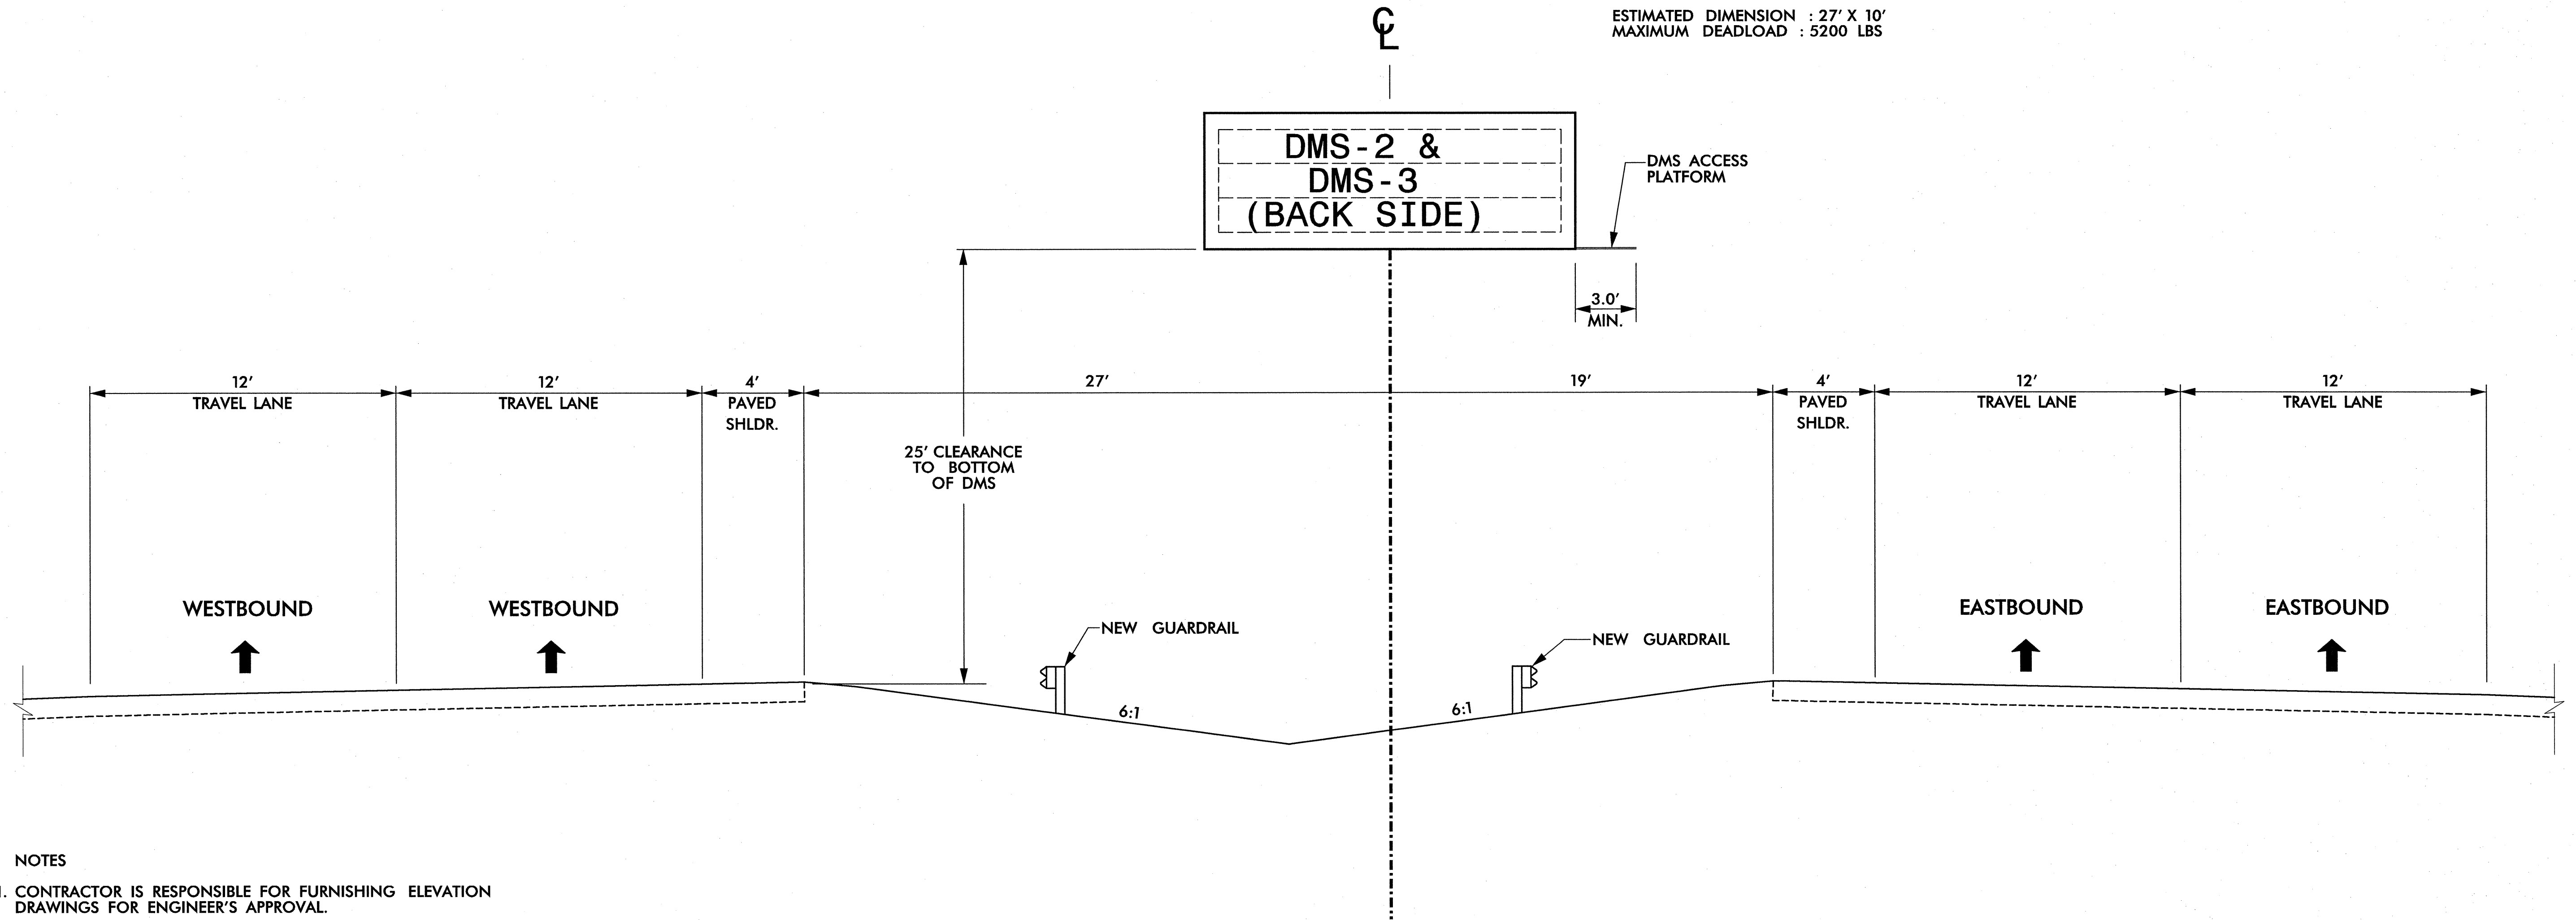 CL
ESTIMATED DIMENSION : 27' X 10'
MAXIMUM DEADLOAD : 5200 LBS
DMS-2 &
DMS-3
(BACK SIDE)
DMS ACCESS
PLATFORM
3.0'
MIN.
12'
TRAVEL LANE
12'
TRAVEL LANE
4'
PAVED
SHLDR.
27'
19'
4'
PAVED
SHLDR.
12'
TRAVEL LANE
12'
TRAVEL LANE
25' CLEARANCE
TO BOTTOM
OF DMS
WESTBOUND
WESTBOUND
NEW GUARDRAIL
NEW GUARDRAIL
EASTBOUND
EASTBOUND
6:1
6:1
NOTES
1. CONTRACTOR IS RESPONSIBLE FOR FURNISHING ELEVATION
DRAWINGS FOR ENGINEER'S APPROVAL.